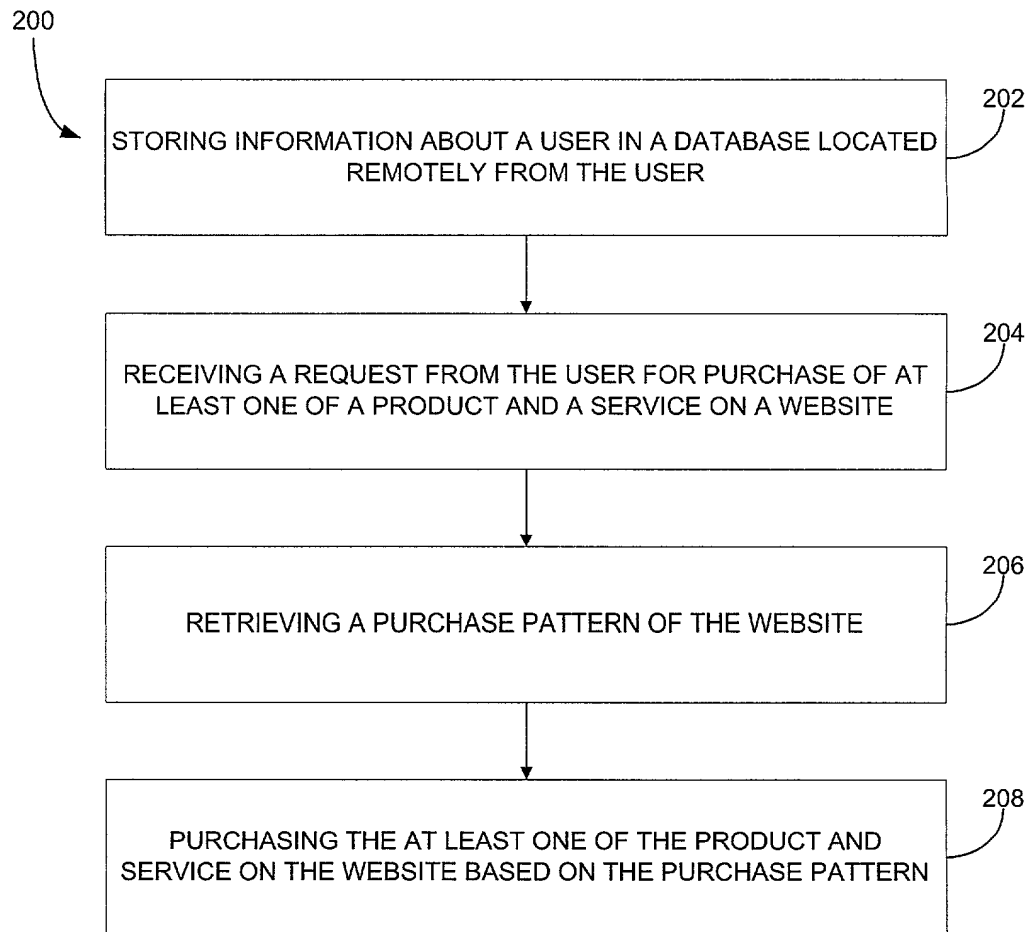 200
202
STORING INFORMATION ABOUT A USER IN A DATABASE LOCATED
REMOTELY FROM THE USER
204
RECEIVING A REQUEST FROM THE USER FOR PURCHASE OF AT
LEAST ONE OF A PRODUCT AND A SERVICE ON A WEBSITE
206
RETRIEVING A PURCHASE PATTERN OF THE WEBSITE
208
PURCHASING THE AT LEAST ONE OF THE PRODUCT AND
SERVICE ON THE WEBSITE BASED ON THE PURCHASE PATTERN